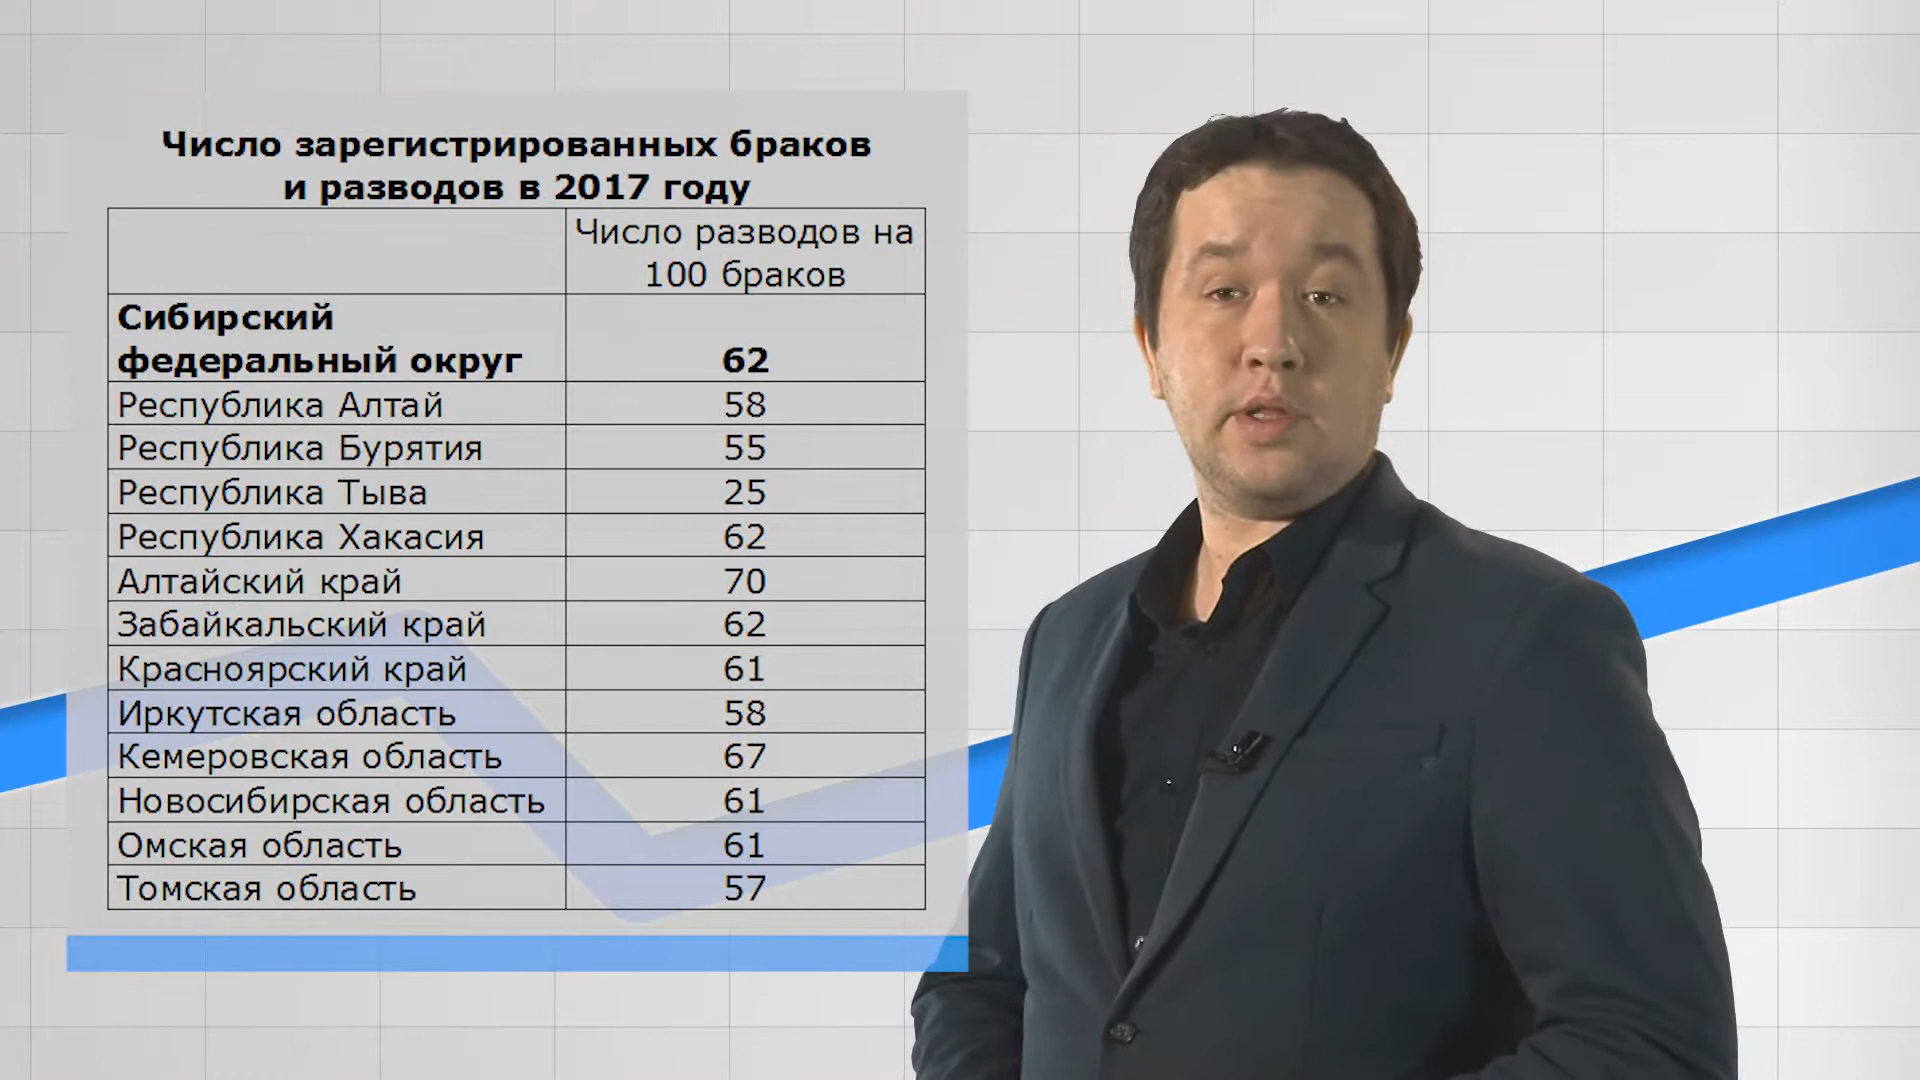 Число зарегистрированных браков
и разводов в 2017 году
Число разводов на
100 браков
Сибирский
федеральный округ 62
Республика Алтай 58
Республика Бурятия 55
Республика Тыва 25
Республика Хакасия 62
Алтайский край 70
Забайкальский край 62
Красноярский край 61
Иркутская область 58
Кемеровская область 67
Новосибирская область 61
Омская область 61
Томская область 57